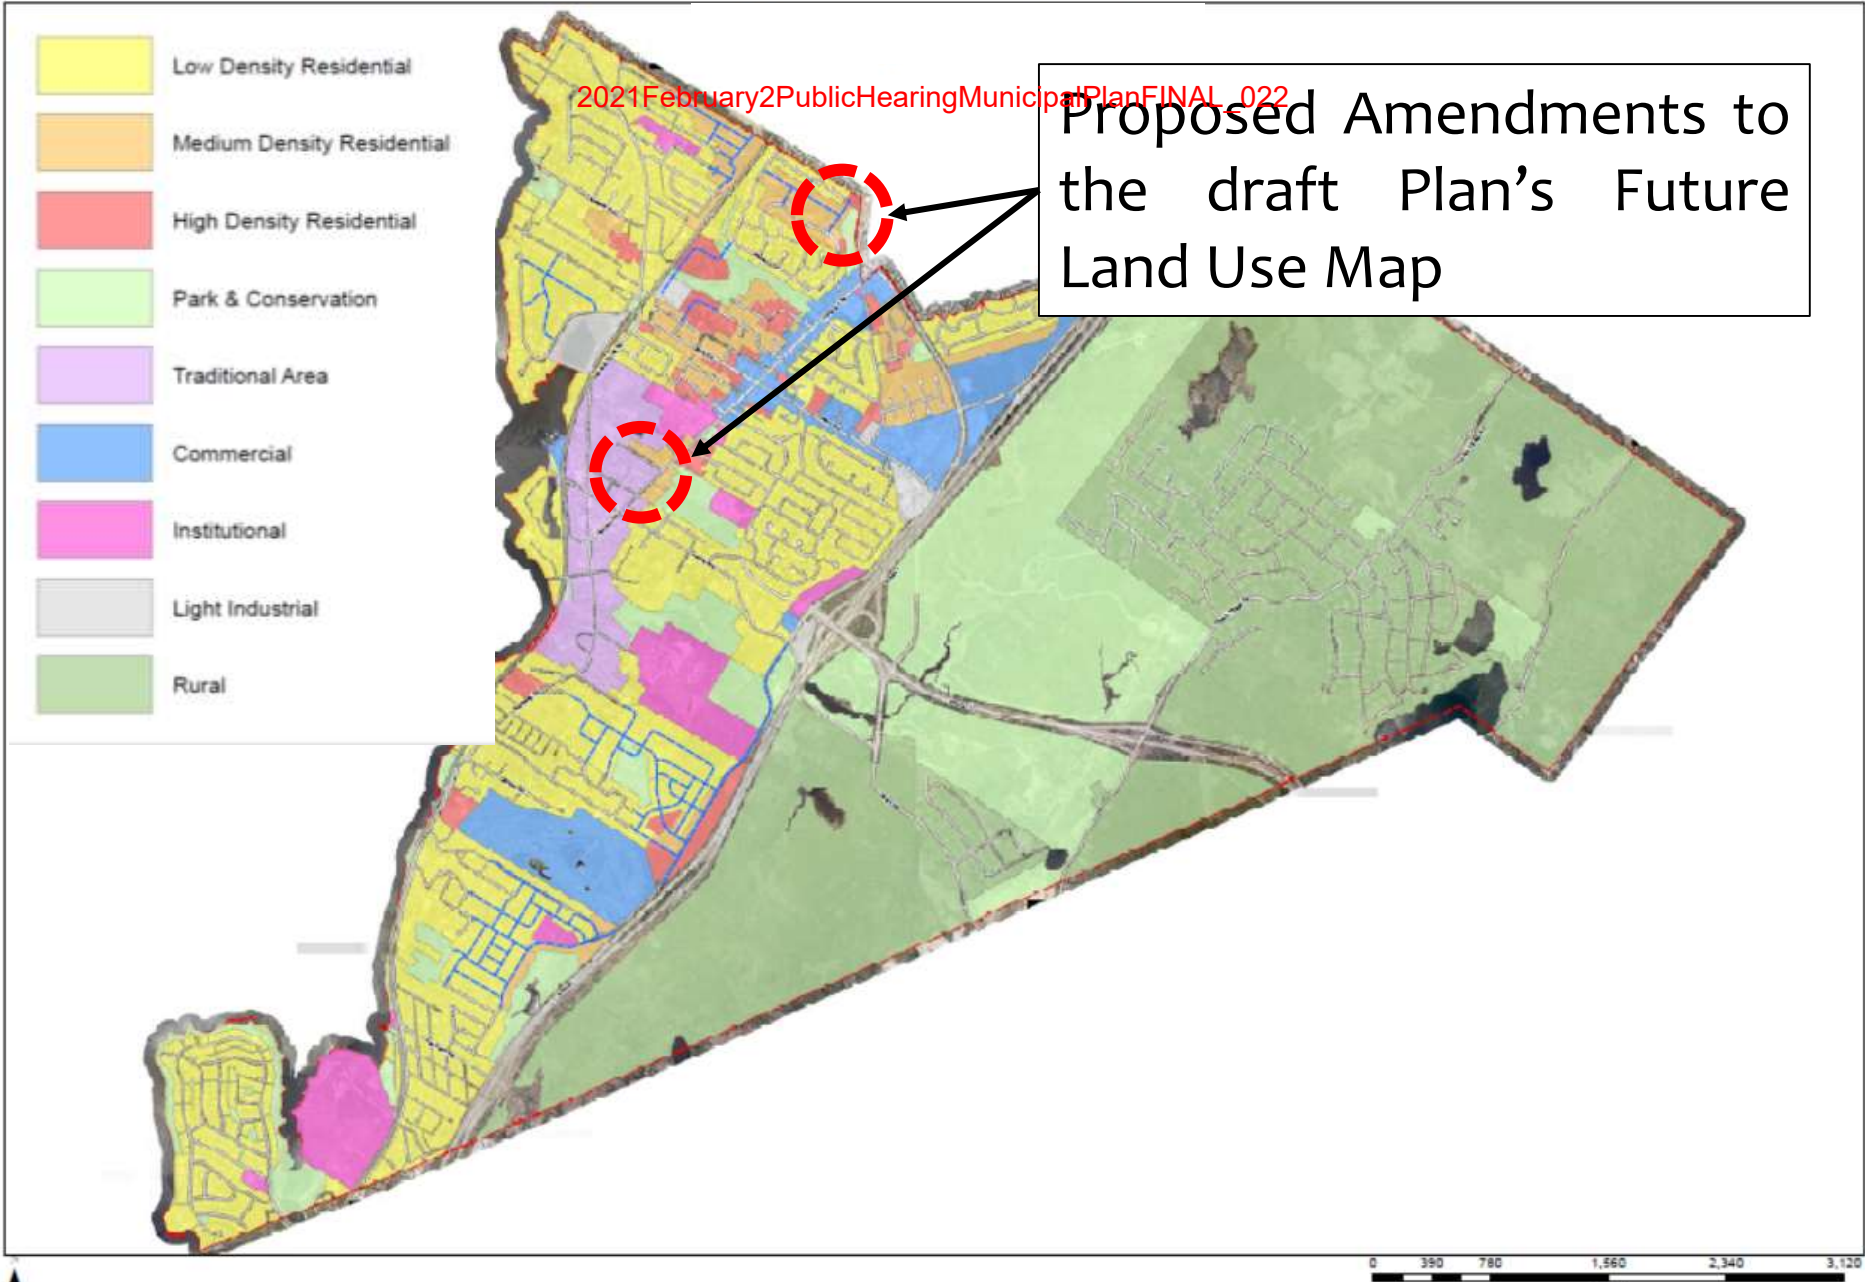 Low Density Residential
Medium Density Residential
High Density Residential
Park & Conservation
Traditional Area
Commercial
Institutional
Light Industrial
Rural
2021February2PublicHearingMunicipalPlanFINAL_022
Proposed Amendments to
the draft Plan’s Future
Land Use Map
0 390 780 1,560 2,340 3,120